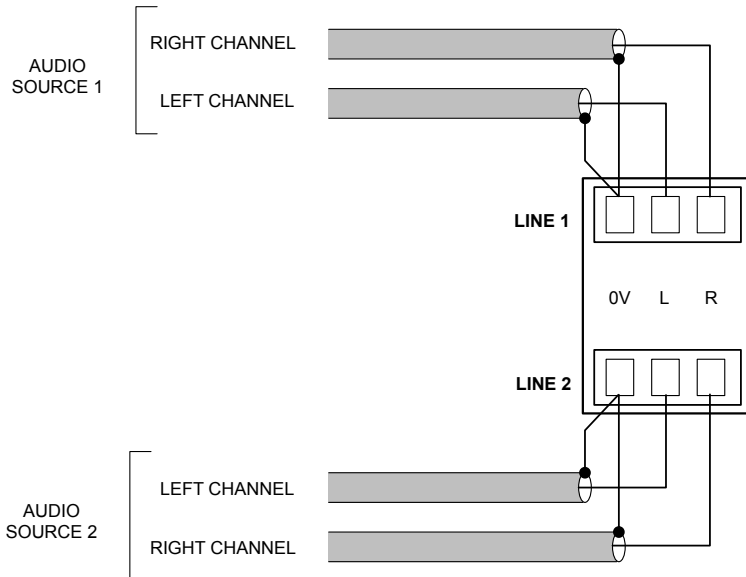 RIGHT CHANNEL
AUDIO
SOURCE 1
LEFT CHANNEL
LINE 1
0V L R
LINE 2
LEFT CHANNEL
AUDIO
SOURCE 2
RIGHT CHANNEL